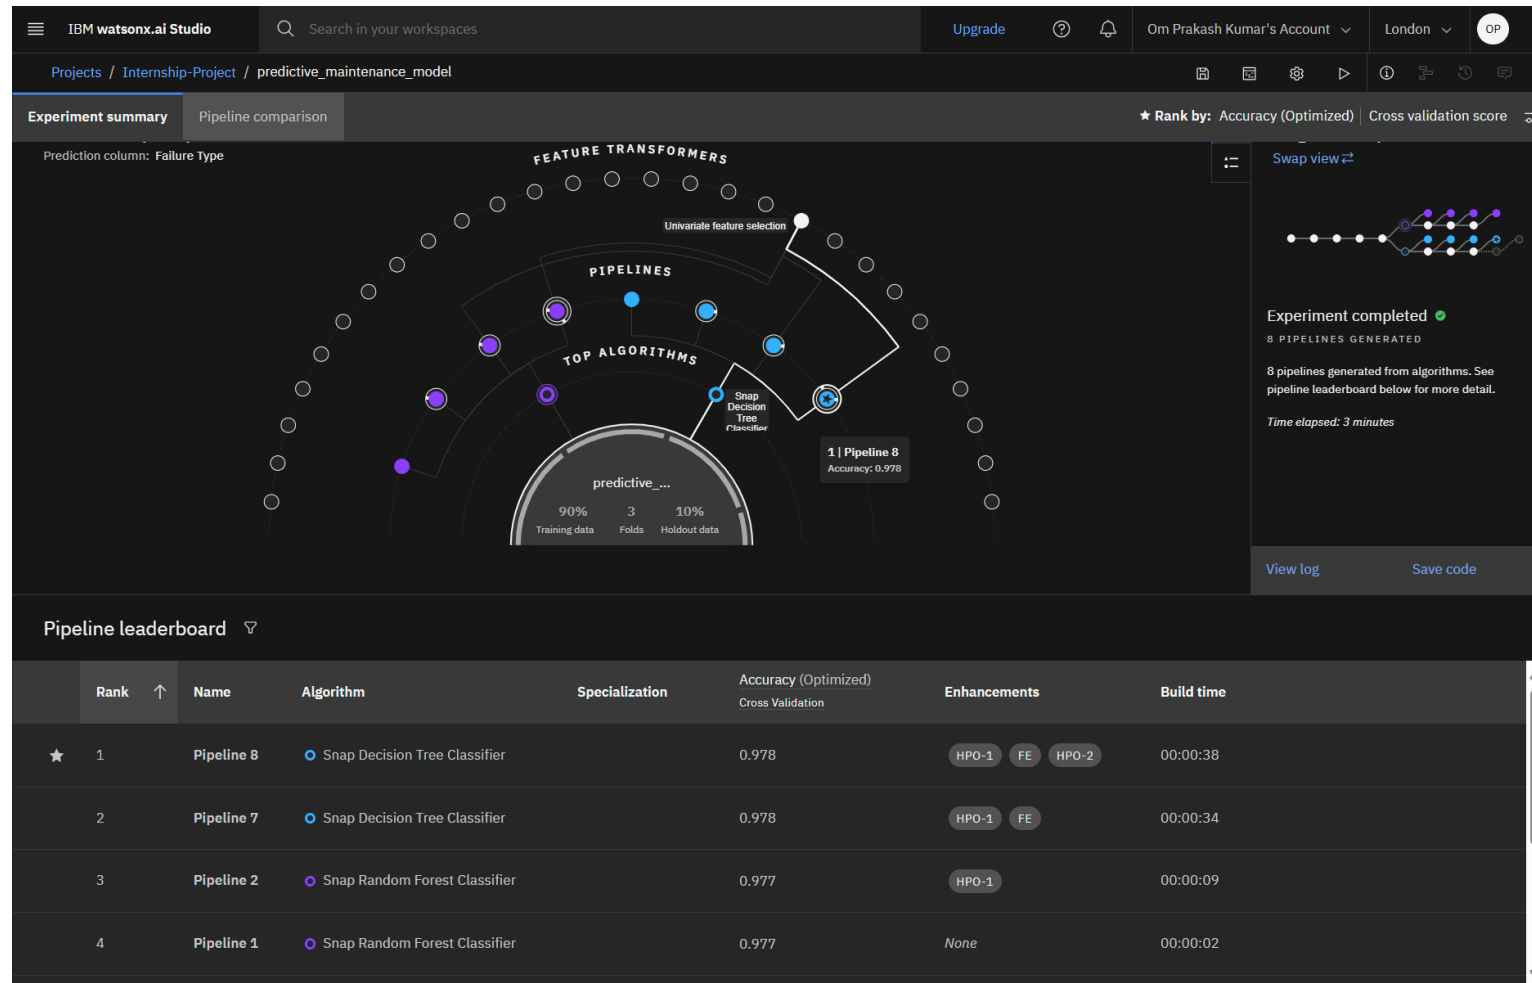 IBM watsonx.ai Studio
Search in your workspaces
Upgrade
Om Prakash Kumar's Account
London
OP
Projects / Internship-Project / predictive_maintenance_model
Experiment summary
Pipeline comparison
Rank by: Accuracy (Optimized) | Cross validation score
Prediction column: Failure Type
Swap view
FEATURE TRANSFORMERS
Univariate feature selection
PIPELINES
TOP ALGORITHMS
Snap
Decision
Tree
Classifier
1 | Pipeline 8
Accuracy: 0.978
predictive_...
90% 3 10%
Training data Folds Holdout data
Experiment completed
8 PIPELINES GENERATED
8 pipelines generated from algorithms. See
pipeline leaderboard below for more detail.
Time elapsed: 3 minutes
View log
Save code
Pipeline leaderboard
Rank Name Algorithm Specialization Accuracy (Optimized) Enhancements Build time
Cross Validation
1 Pipeline 8 Snap Decision Tree Classifier 0.978 HPO-1 FE HPO-2 00:00:38
2 Pipeline 7 Snap Decision Tree Classifier 0.978 HPO-1 FE 00:00:34
3 Pipeline 2 Snap Random Forest Classifier 0.977 HPO-1 00:00:09
4 Pipeline 1 Snap Random Forest Classifier 0.977 None 00:00:02